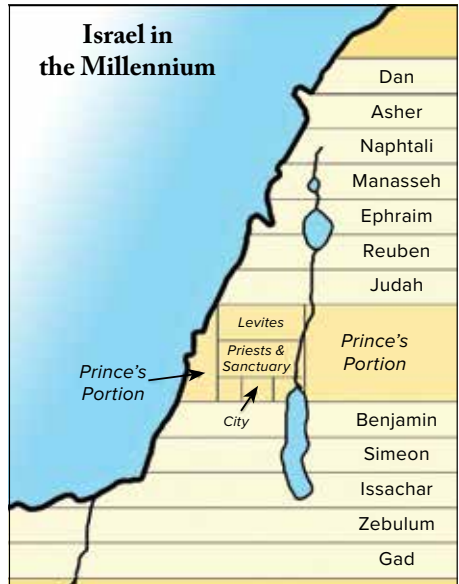 Israel in
the Millennium
Dan
Asher
Naphtali
Manasseh
Ephraim
Reuben
Judah
Levites
Priests &
Sanctuary
Prince's
Portion
Prince's
Portion
City
Benjamin
Simeon
Issachar
Zebulum
Gad